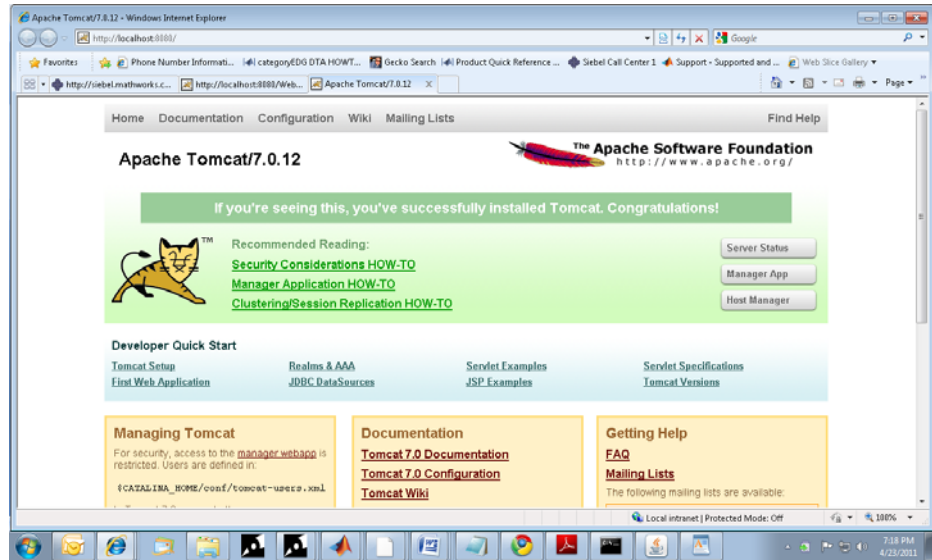 Apache Tomcat/7.0.12 - Windows Internet Explorer
http://localhost:8888/
Google
Favorites
Phone Number Informati...
categoryEDG DTA HOWT...
Gecko Search
Product Quick Reference ...
Siebel Call Center 1
Support - Supported and ...
Web Slice Gallery
http://siebel.mathworks.c...
http://localhost:8888/Web...
Apache Tomcat/7.0.12
X
Page
Home Documentation Configuration Wiki Mailing Lists Find Help
Apache Tomcat/7.0.12
The Apache Software Foundation
http://www.apache.org/
If you're seeing this, you've successfully installed Tomcat. Congratulations!
TM
Recommended Reading:
Security Considerations HOW-TO
Manager Application HOW-TO
Clustering/Session Replication HOW-TO
Server Status
Manager App
Host Manager
Developer Quick Start
Tomcat Setup Realms & AAA Servlet Examples Servlet Specifications
First Web Application JDBC DataSources JSP Examples Tomcat Versions
Managing Tomcat
For security, access to the manager webapp is
restricted. Users are defined in:
$CATALINA_HOME/conf/tomcat-users.xml
Documentation
Tomcat 7.0 Documentation
Tomcat 7.0 Configuration
Tomcat Wiki
Getting Help
FAQ
Mailing Lists
The following mailing lists are available:
Local intranet | Protected Mode: Off
100%
7:18 PM
4/23/2011